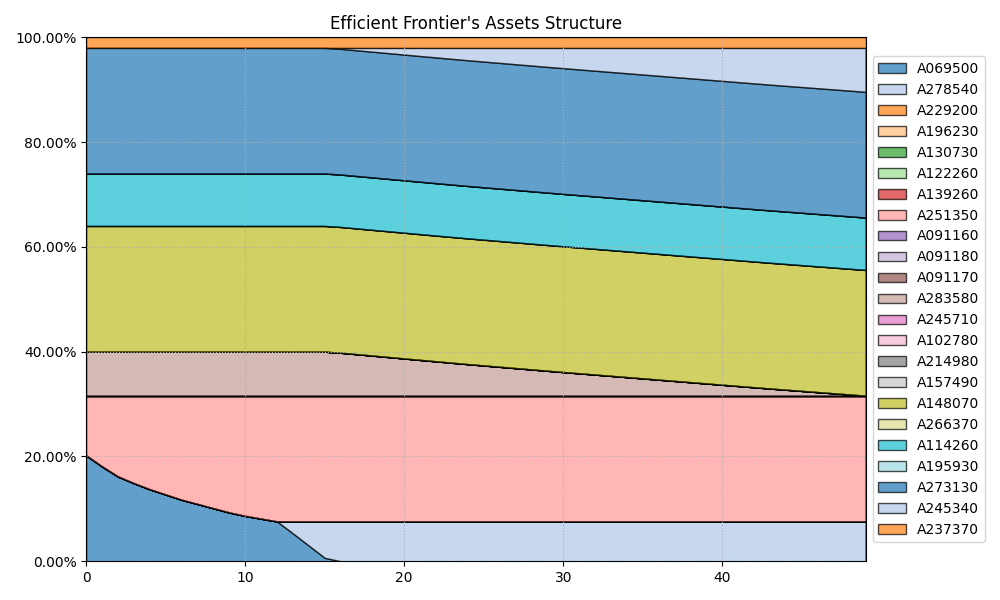 Efficient Frontier's Assets Structure
100.00%
80.00%
60.00%
40.00%
20.00%
0.00%
0
10
20
30
40
A069500
A278540
A229200
A196230
A130730
A122260
A139260
A251350
A091160
A091180
A091170
A283580
A245710
A102780
A214980
A157490
A148070
A266370
A114260
A195930
A273130
A245340
A237370